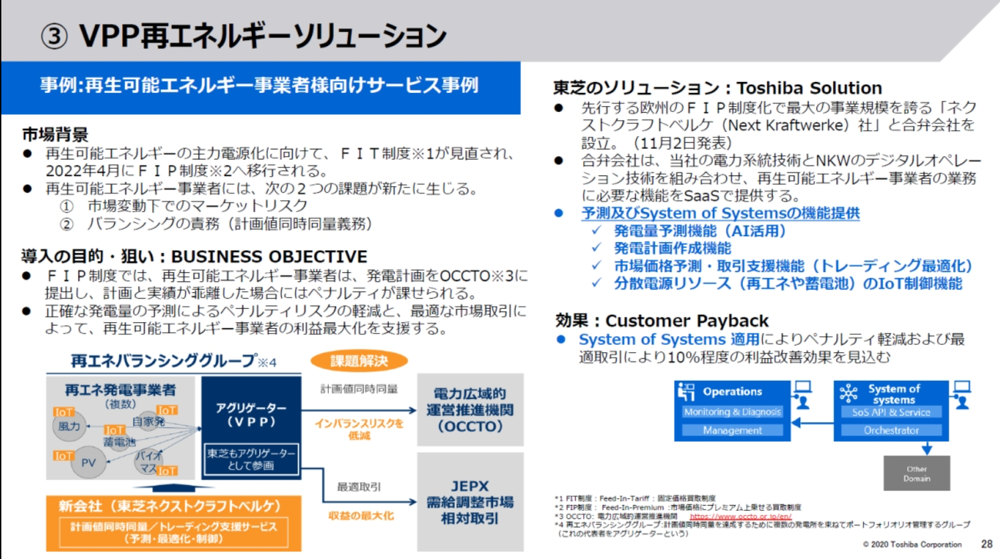 ③ VPP再エネルギーソリューション
事例:再生可能エネルギー事業者様向けサービス事例
市場背景
● 再生可能エネルギーの主力電源化に向けて、ＦＩＴ制度※1が見直され、
2022年4月にＦＩＰ制度※2へ移行される。
● 再生可能エネルギー事業者には、次の２つの課題が新たに生じる。
① 市場変動下でのマーケットリスク
② バランシングの責務（計画値同時同量義務）
導入の目的・狙い：BUSINESS OBJECTIVE
● ＦＩＰ制度では、再生可能エネルギー事業者は、発電計画をOCCTO※3に
提出し、計画と実績が乖離した場合にはペナルティが課せられる。
● 正確な発電量の予測によるペナルティリスクの軽減と、最適な市場取引に
よって、再生可能エネルギー事業者の利益最大化を支援する。
再エネバランシンググループ※4
課題解決
再エネ発電事業者
（複数）
IoT
風力
IoT
自家発
IoT
蓄電池
IoT
PV
バイオ
マス
IoT
アグリゲーター
（ＶＰＰ）
東芝もアグリゲーター
として参画
計画値同時同量
インバランスリスクを
低減
電力広域的
運営推進機関
（OCCTO）
最適取引
収益の最大化
JEPX
需給調整市場
相対取引
新会社（東芝ネクストクラフトベルケ）
計画値同時同量／トレーディング支援サービス
（予測・最適化・制御）
東芝のソリューション：Toshiba Solution
● 先行する欧州のＦＩＰ制度化で最大の事業規模を誇る「ネク
ストクラフトベルケ（Next Kraftwerke）社」と合弁会社を
設立。（11月2日発表）
● 合弁会社は、当社の電力系統技術とNKWのデジタルオペレー
ション技術を組み合わせ、再生可能エネルギー事業者の業務
に必要な機能をSaaSで提供する。
● 予測及びSystem of Systemsの機能提供
✓ 発電量予測機能（AI活用）
✓ 発電計画作成機能
✓ 市場価格予測・取引支援機能（トレーディング最適化）
✓ 分散電源リソース（再エネや蓄電池）のIoT制御機能
効果：Customer Payback
● System of Systems 適用によりペナルティ軽減および最
適取引により10%程度の利益改善効果を見込む
Operations
Monitoring & Diagnosis
Management
System of
systems
SoS API & Service
Orchestrator
Other
Domain
*1 FIT制度：Feed-In-Tariff：固定価格買取制度
*2 FIP制度： Feed-In-Premium :市場価格にプレミアム上乗せる買取制度
*3 OCCTO: 電力広域的運営推進機関 https://www.occto.or.jp/en/
*4 再エネバランシンググループ:計画値同時同量を達成するために複数の発電所を束ねてポートフォリオリオ管理するグループ
（これの代表者をアグリゲーターという）
© 2020 Toshiba Corporation 28